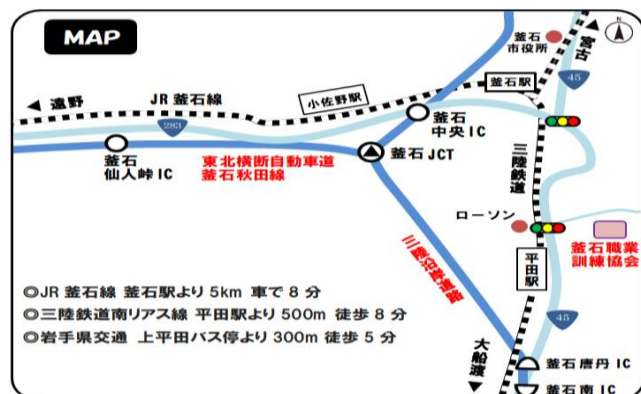 MAP
N
釜石
市役所
宮古
45
釜石駅
遠野
JR 釜石線
小佐野駅
283
釜石
中央 IC
釜石
仙人峠 IC
東北横断自動車道
釜石秋田線
釜石 JCT
三陸鉄道
ローソン
釜石職業
訓練協会
平田駅
三陸沿岸道路
◎JR 釜石線 釜石駅より 5km 車で 8 分
◎三陸鉄道南リアス線 平田駅より 500m 徒歩 8 分
◎岩手県交通 上平田バス停より 300m 徒歩 5 分
45
大船渡
釜石唐丹 IC
釜石南 IC